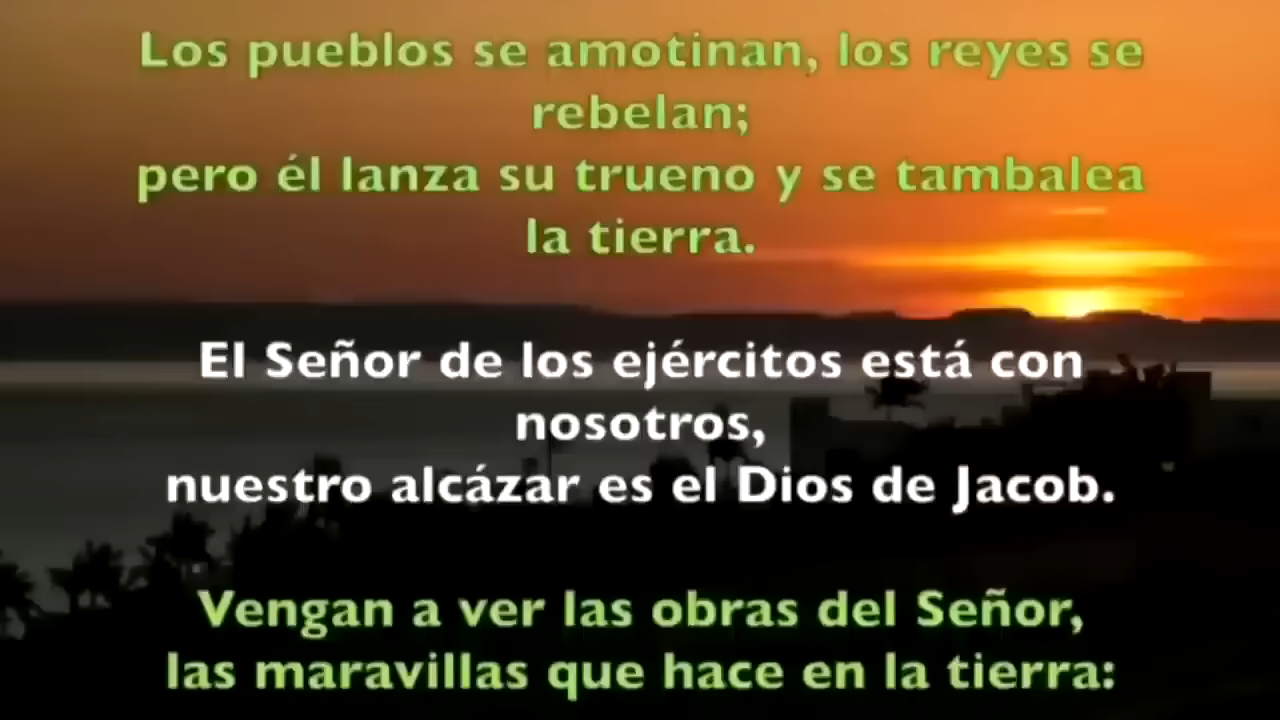 Los pueblos se amotinan, los reyes se
rebelan;
pero él lanza su trueno y se tambalea
la tierra.
El Señor de los ejércitos está con
nosotros,
nuestro alcázar es el Dios de Jacob.
Vengan a ver las obras del Señor,
las maravillas que hace en la tierra: